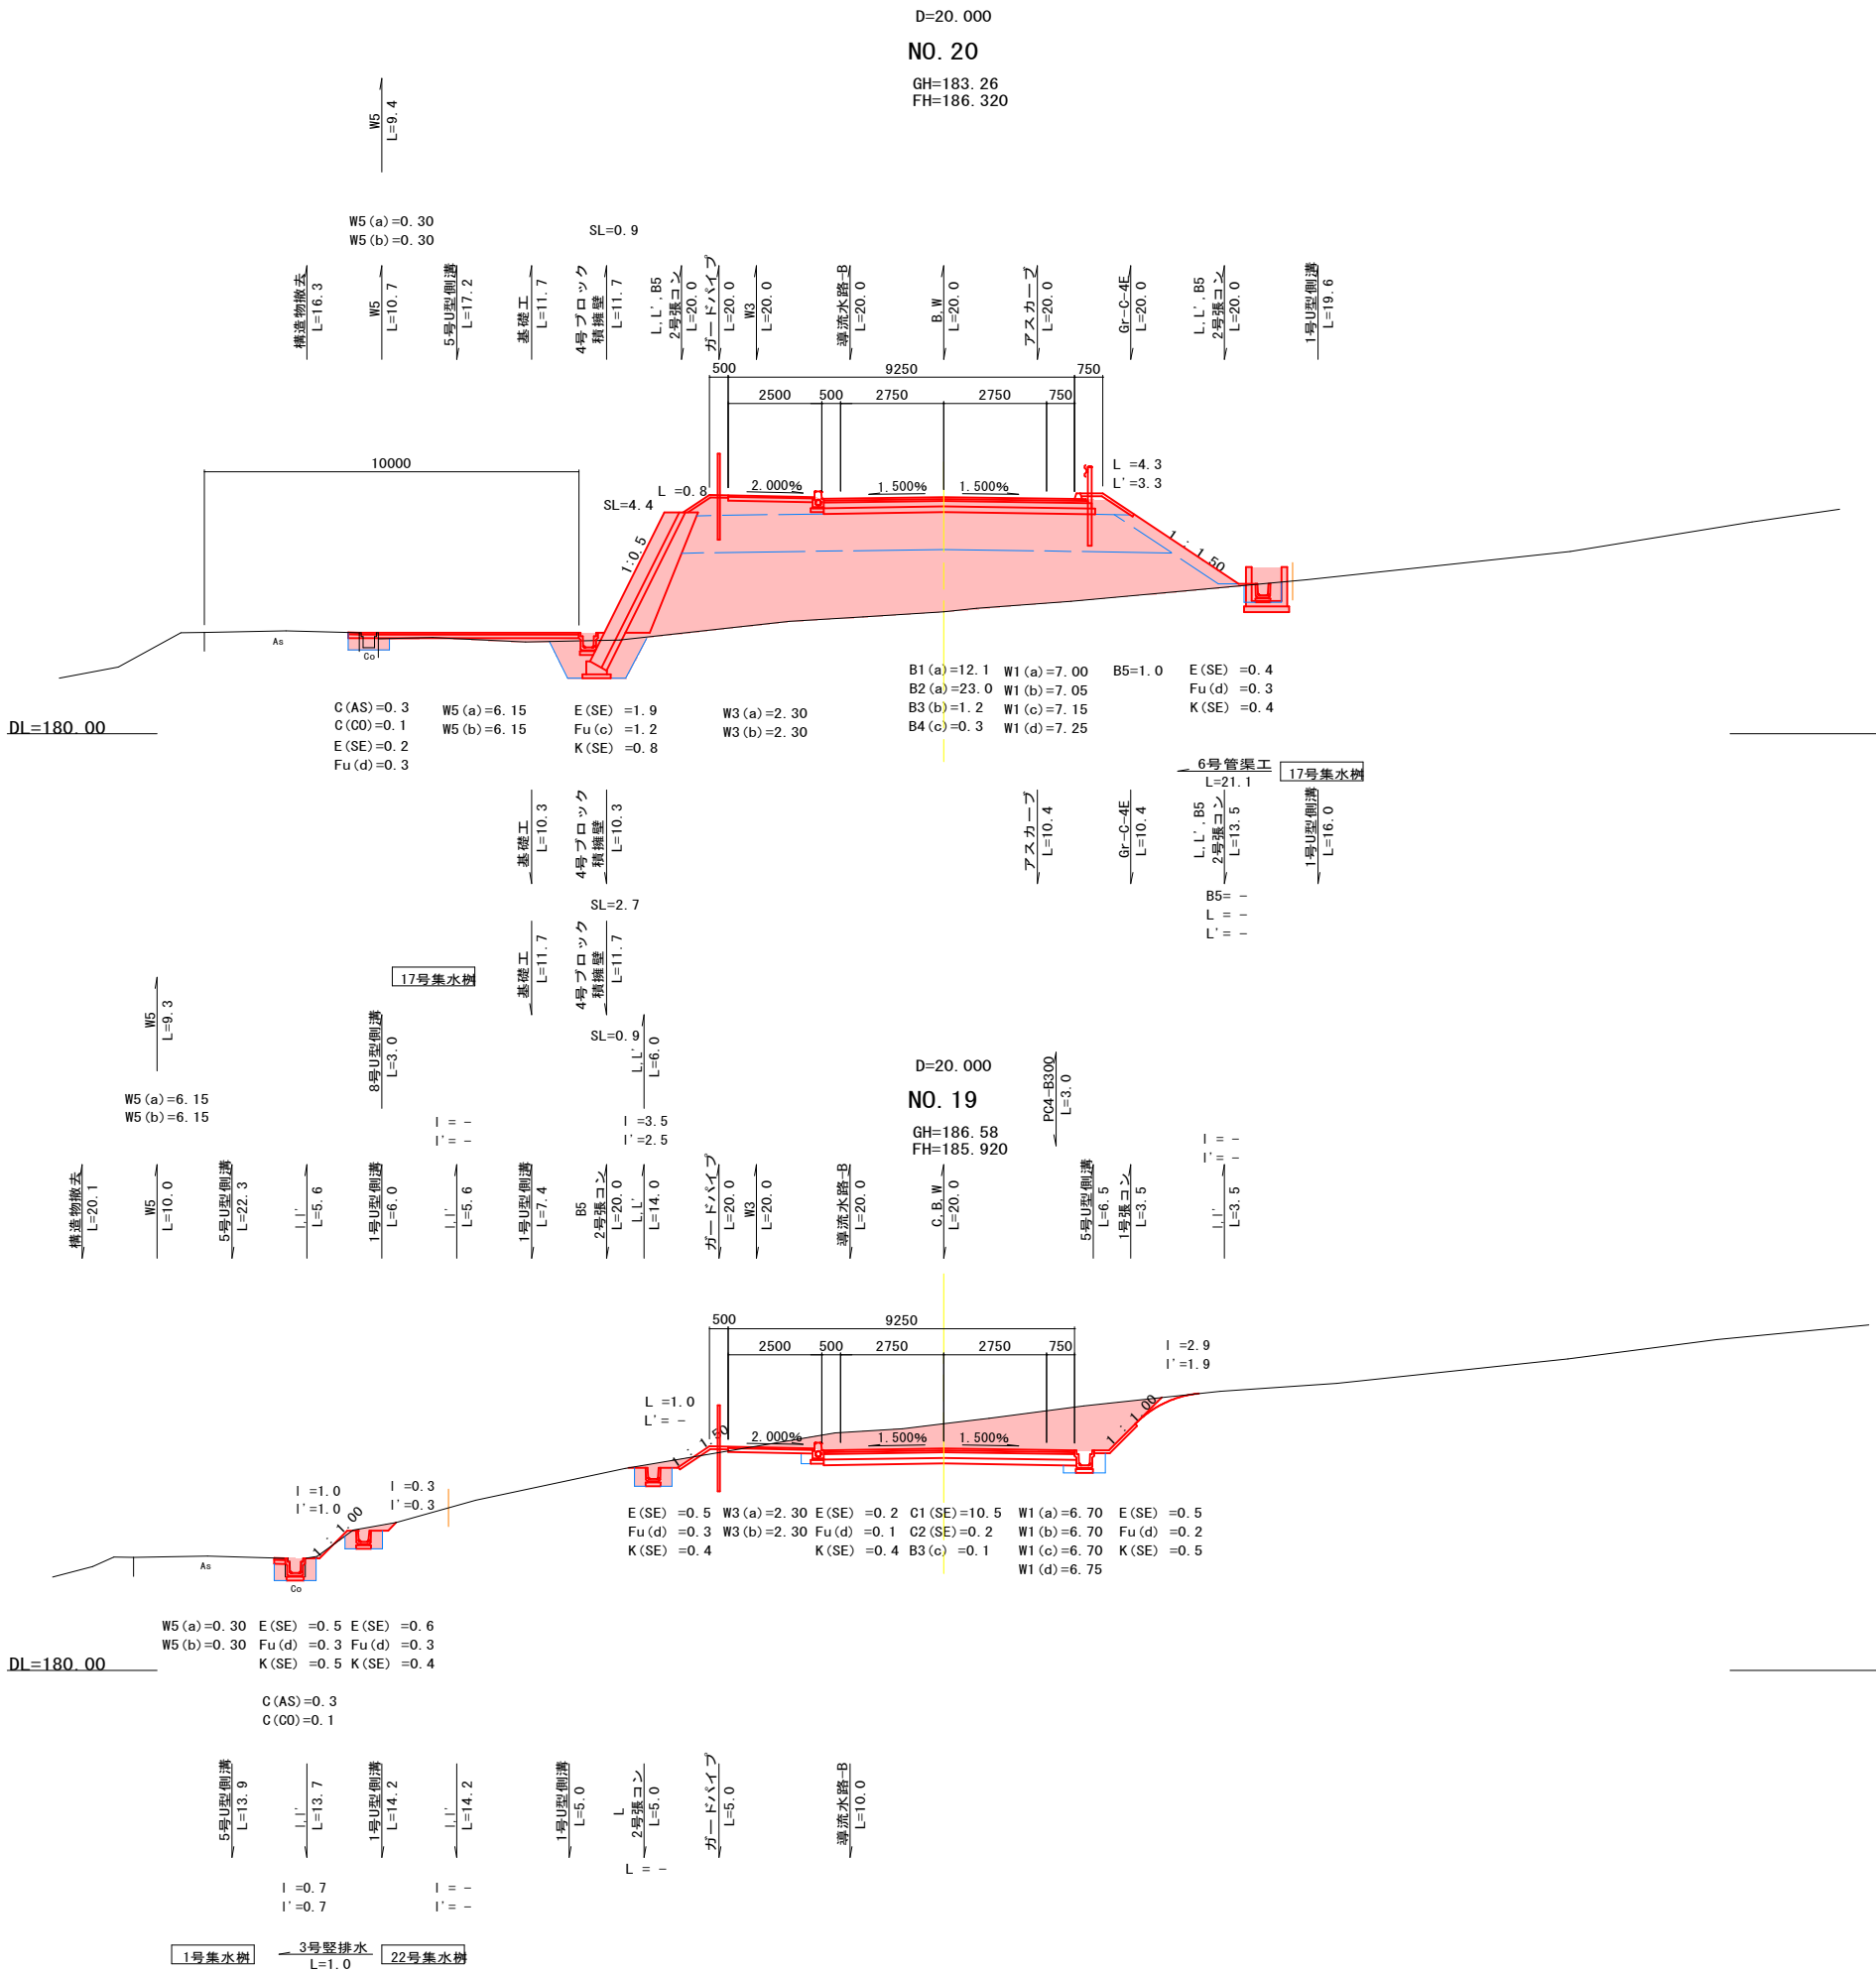 D=20.000
NO.20
GH=183.26
FH=186.320
W5
L=9.4
W5(a)=0.30
W5(b)=0.30
SL=0.9
構造物撤去
L=16.3
W5
L=10.7
5号U型側溝
L=17.2
基礎工
L=11.7
4号ブロック
積擁壁
L=11.7
L,L',B5
2号張コン
L=20.0
ガードパイプ
L=20.0
W3
L=20.0
導流水路-B
L=20.0
B,W
L=20.0
アスカーブ
L=20.0
Gr-C-4E
L=20.0
L,L',B5
2号張コン
L=20.0
1号U型側溝
L=19.6
500
9250
750
2500
500
2750
2750
750
10000
L =4.3
L'=3.3
L =0.8
SL=4.4
2.000%
1.500%
1.500%
1:0.5
1:1.50
As
Co
C(AS)=0.3
C(CO)=0.1
E(SE)=0.2
Fu(d)=0.3
W5(a)=6.15
W5(b)=6.15
E(SE) =1.9
Fu(c) =1.2
K(SE) =0.8
W3(a)=2.30
W3(b)=2.30
B1(a)=12.1
B2(a)=23.0
B3(b)=1.2
B4(c)=0.3
W1(a)=7.00
W1(b)=7.05
W1(c)=7.15
W1(d)=7.25
B5=1.0
E(SE) =0.4
Fu(d) =0.3
K(SE) =0.4
DL=180.00
6号管渠工
L=21.1
17号集水桝
基礎工
L=10.3
4号ブロック
積擁壁
L=10.3
アスカーブ
L=10.4
Gr-C-4E
L=10.4
L,L',B5
2号張コン
L=13.5
1号U型側溝
L=16.0
SL=2.7
B5= -
L = -
L'= -
基礎工
L=11.7
4号ブロック
積擁壁
L=11.7
17号集水桝
W5
L=9.3
8号U型側溝
L=3.0
SL=0.9
L,L'
L=6.0
D=20.000
NO.19
GH=186.58
FH=185.920
PC4-B300
L=3.0
W5(a)=6.15
W5(b)=6.15
l = -
l'= -
l =3.5
l'=2.5
l = -
l'= -
構造物撤去
L=20.1
W5
L=10.0
5号U型側溝
L=22.3
l,l'
L=5.6
1号U型側溝
L=6.0
l,l'
L=5.6
1号U型側溝
L=7.4
B5
2号張コン
L=20.0
L,L'
L=14.0
ガードパイプ
L=20.0
W3
L=20.0
導流水路-B
L=20.0
C,B,W
L=20.0
5号U型側溝
L=6.5
1号張コン
L=3.5
l,l'
L=3.5
500
9250
2500
500
2750
2750
750
l =2.9
l'=1.9
L =1.0
L'= -
1:1.50
2.000%
1.500%
1.500%
1:1.00
l =1.0
l'=1.0
l =0.3
l'=0.3
1:1.00
As
Co
E(SE) =0.5
Fu(d) =0.3
K(SE) =0.4
W3(a)=2.30
W3(b)=2.30
E(SE) =0.2
Fu(d) =0.1
K(SE) =0.4
C1(SE)=10.5
C2(SE)=0.2
B3(c) =0.1
W1(a)=6.70
W1(b)=6.70
W1(c)=6.70
W1(d)=6.75
E(SE) =0.5
Fu(d) =0.2
K(SE) =0.5
W5(a)=0.30
W5(b)=0.30
E(SE) =0.5
Fu(d) =0.3
K(SE) =0.5
E(SE) =0.6
Fu(d) =0.3
K(SE) =0.4
DL=180.00
C(AS)=0.3
C(CO)=0.1
5号U型側溝
L=13.9
l,l'
L=13.7
1号U型側溝
L=14.2
l,l'
L=14.2
1号U型側溝
L=5.0
L
2号張コン
L=5.0
ガードパイプ
L=5.0
導流水路-B
L=10.0
L = -
l =0.7
l'=0.7
l = -
l'= -
1号集水桝
3号竪排水
L=1.0
22号集水桝